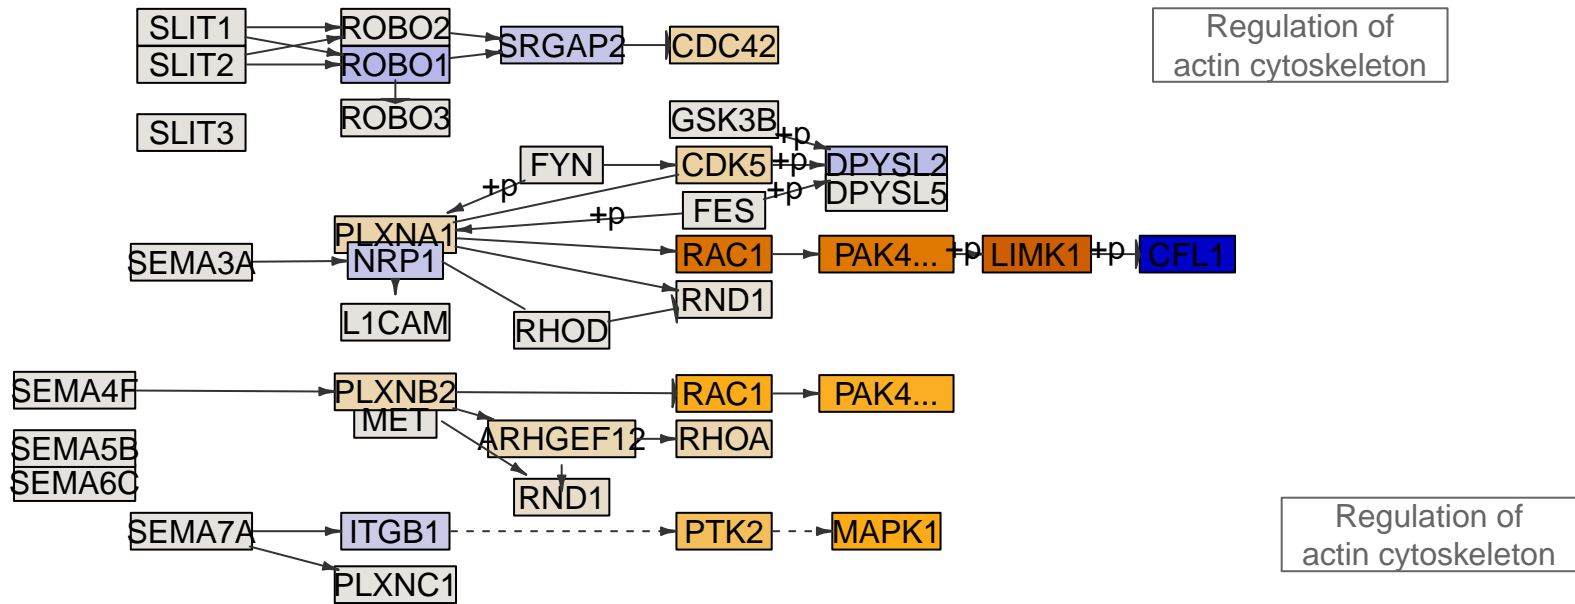 SLIT1
ROBO2
SRGAP2
CDC42
Regulation of
actin cytoskeleton
SLIT2
ROBO1
SLIT3
ROBO3
GSK3B
+p
FYN
CDK5
+p
DPYSL2
+p
FES
+p
DPYSL5
+p
PLXNA1
SEMA3A
NRP1
RAC1
PAK4...
+p
LIMK1
+p
CFL1
L1CAM
RHOD
RND1
SEMA4F
PLXNB2
RAC1
PAK4...
MET
SEMA5B
ARHGEF12
RHOA
SEMA6C
RND1
SEMA7A
ITGB1
PTK2
MAPK1
Regulation of
actin cytoskeleton
PLXNC1